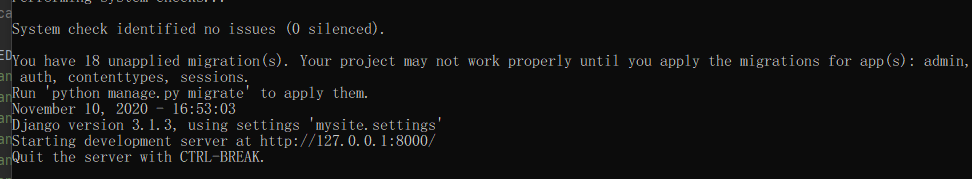 Performing system checks...
System check identified no issues (0 silenced).
You have 18 unapplied migration(s). Your project may not work properly until you apply the migrations for app(s): admin,
auth, contenttypes, sessions.
Run 'python manage.py migrate' to apply them.
November 10, 2020 - 16:53:03
Django version 3.1.3, using settings 'mysite.settings'
Starting development server at http://127.0.0.1:8000/
Quit the server with CTRL-BREAK.